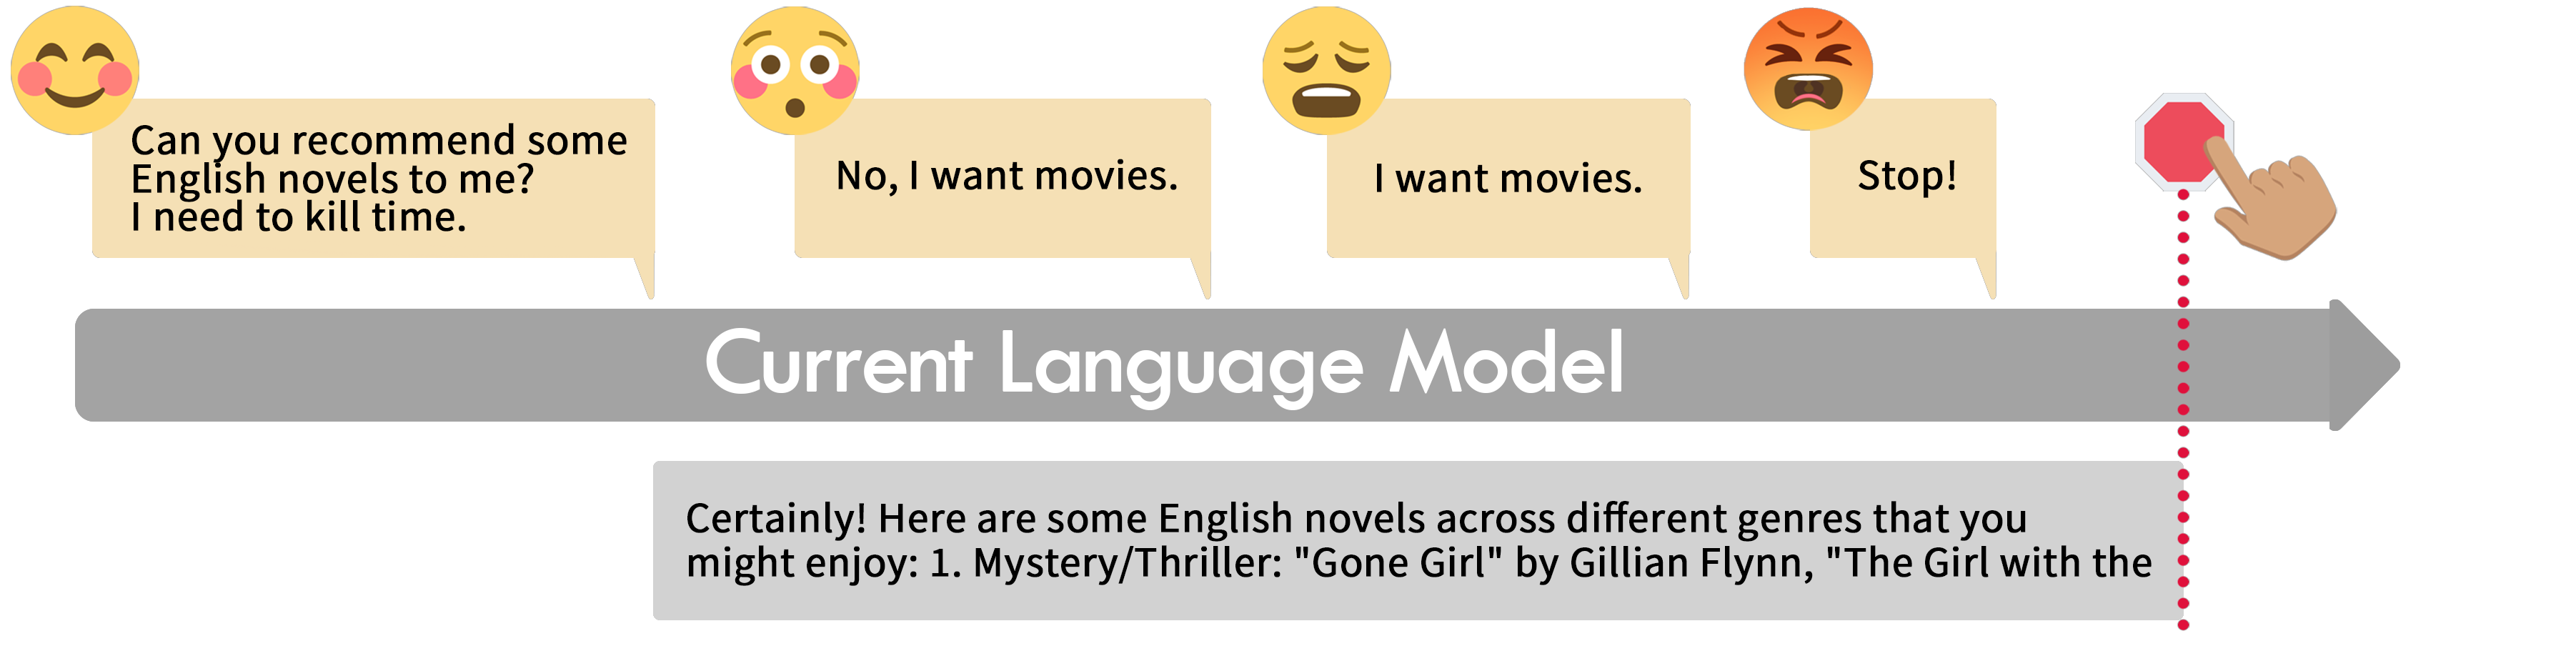 Can you recommend some
English novels to me?
I need to kill time.
No, I want movies.
I want movies.
Stop!
Current Language Model
Certainly! Here are some English novels across different genres that you
might enjoy: 1. Mystery/Thriller: "Gone Girl" by Gillian Flynn, "The Girl with the